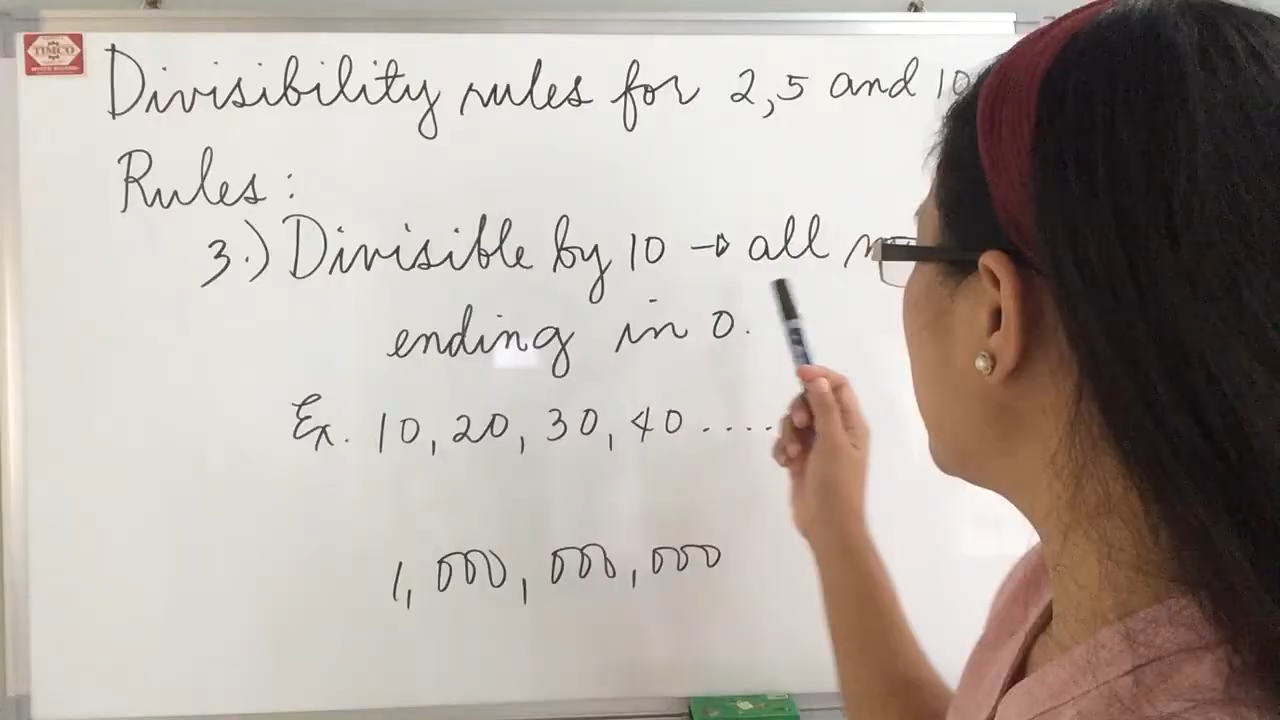 TIMCO
Divisibility rules for 2, 5 and 10
Rules:
3.) Divisible by 10 → all
ending in 0.
Ex. 10, 20, 30, 40 .....
1,000,000,000